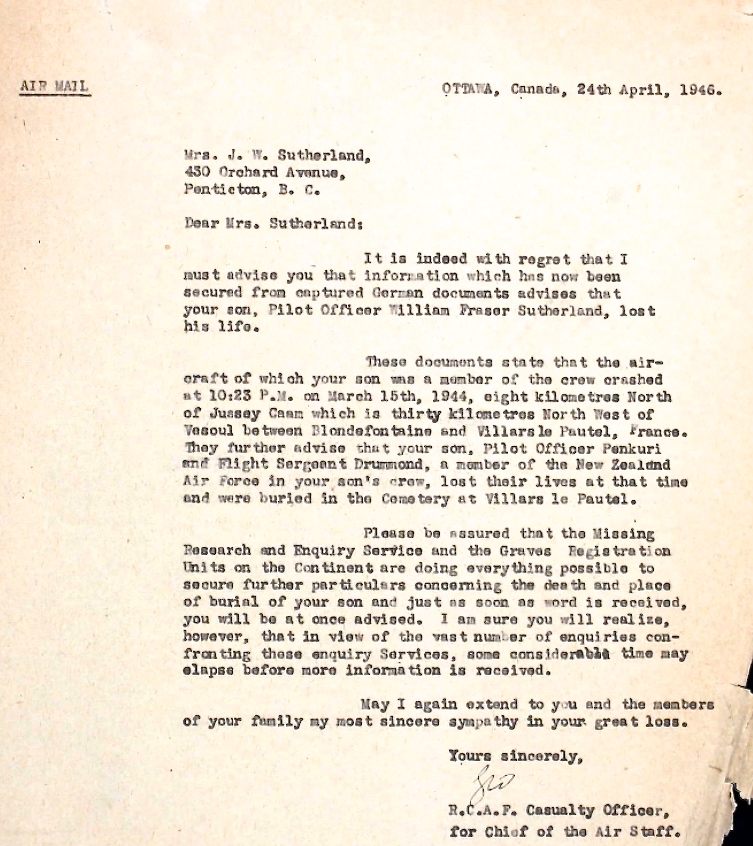 AIR MAIL
OTTAWA, Canada, 24th April, 1946.
Mrs. J. W. Sutherland,
430 Orchard Avenue,
Penticton, B. C.
Dear Mrs. Sutherland:
It is indeed with regret that I
must advise you that information which has now been
secured from captured German documents advises that
your son, Pilot Officer William Fraser Sutherland, lost
his life.
These documents state that the air-
craft of which your son was a member of the crew crashed
at 10:23 P.M. on March 15th, 1944, eight kilometres North
of Jussey Caam which is thirty kilometres North West of
Vesoul between Blondefontaine and Villarsle Pautel, France.
They further advise that your son, Pilot Officer Penkuri
and Flight Sergeant Drummond, a member of the New Zealand
Air Force in your son's crew, lost their lives at that time
and were buried in the Cemetery at Villars le Pautel.
Please be assured that the Missing
Research and Enquiry Service and the Graves Registration
Units on the Continent are doing everything possible to
secure further particulars concerning the death and place
of burial of your son and just as soon as word is received,
you will be at once advised. I am sure you will realize,
however, that in view of the vast number of enquiries con-
fronting these enquiry Services, some considerable time may
elapse before more information is received.
May I again extend to you and the members
of your family my most sincere sympathy in your great loss.
Yours sincerely,
R.C.A.F. Casualty Officer,
for Chief of the Air Staff.